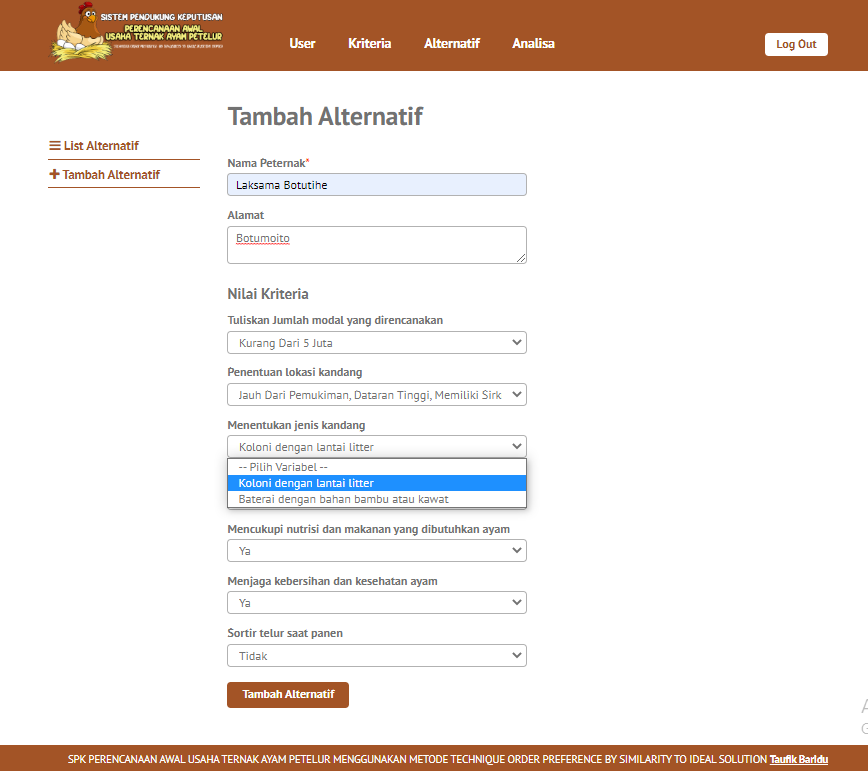 SISTEM PENDUKUNG KEPUTUSAN
PERENCANAAN AWAL
USAHA TERNAK AYAM PETELUR
User Kriteria Alternatif Analisa
Log Out
Tambah Alternatif
List Alternatif
Tambah Alternatif
Nama Peternak*
Laksama Botutihe
Alamat
Botumoito
Nilai Kriteria
Tuliskan Jumlah modal yang direncanakan
Kurang Dari 5 Juta
Penentuan lokasi kandang
Jauh Dari Pemukiman, Dataran Tinggi, Memiliki Sirk
Menentukan jenis kandang
Koloni dengan lantai litter
-- Pilih Variabel --
Koloni dengan lantai litter
Baterai dengan bahan bambu atau kawat
Mencukupi nutrisi dan makanan yang dibutuhkan ayam
Ya
Menjaga kebersihan dan kesehatan ayam
Ya
Sortir telur saat panen
Tidak
Tambah Alternatif
SPK PERENCANAAN AWAL USAHA TERNAK AYAM PETELUR MENGGUNAKAN METODE TECHNIQUE ORDER PREFERENCE BY SIMILARITY TO IDEAL SOLUTION Taufik Baridu